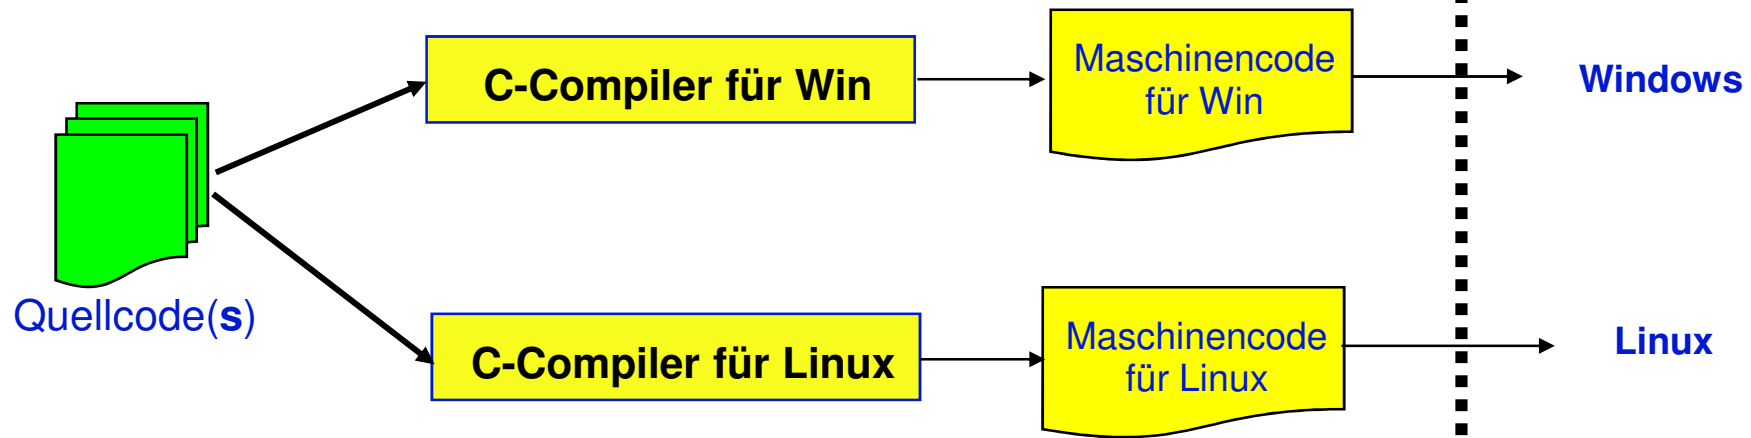 C-Compiler für Win
Maschinencode
für Win
Windows
Quellcode(s)
C-Compiler für Linux
Maschinencode
für Linux
Linux